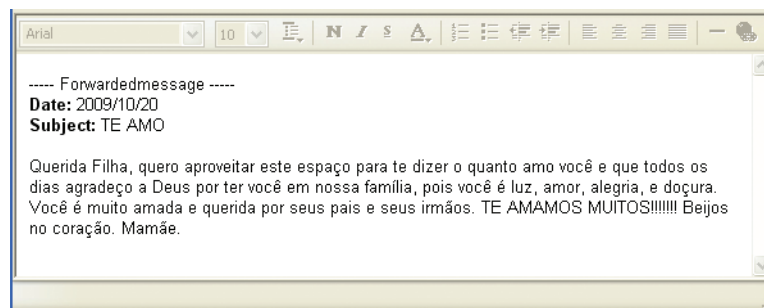 Arial 10 N I S A
----- Forwardedmessage -----
Date: 2009/10/20
Subject: TE AMO
Querida Filha, quero aproveitar este espaço para te dizer o quanto amo você e que todos os
dias agradeço a Deus por ter você em nossa família, pois você é luz, amor, alegria, e doçura.
Você é muito amada e querida por seus pais e seus irmãos. TE AMAMOS MUITOS!!!!!!! Beijos
no coração. Mamãe.